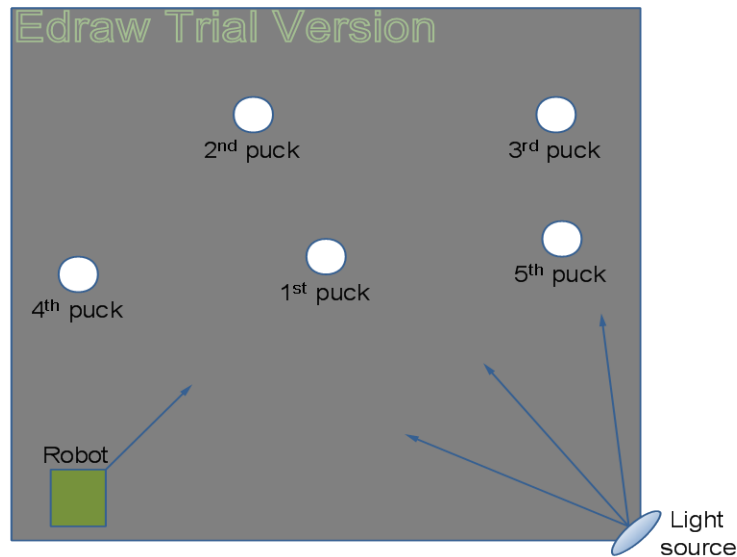 Edraw Trial Version
2nd puck
3rd puck
5th puck
1st puck
4th puck
Robot
Light
source